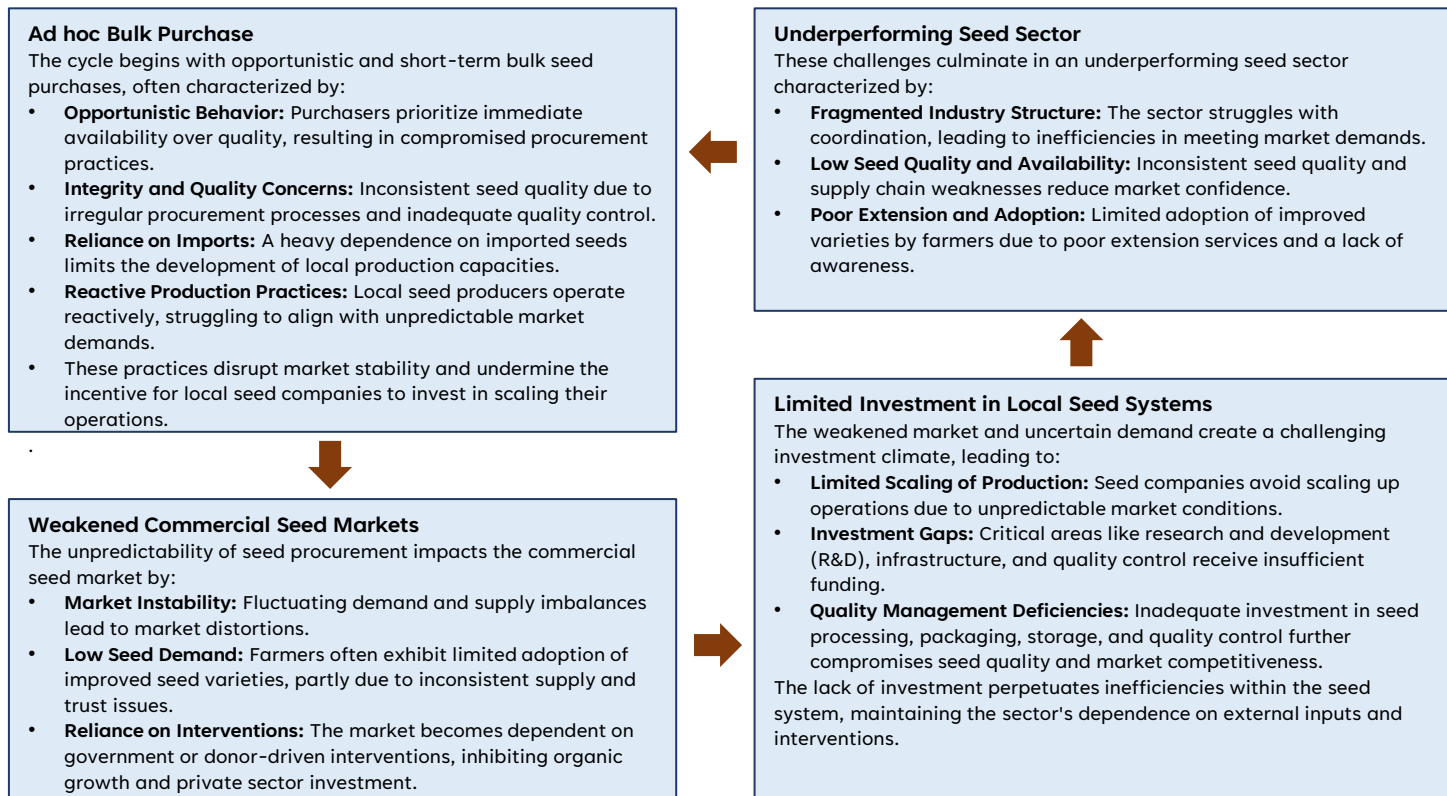 Ad hoc Bulk Purchase
The cycle begins with opportunistic and short-term bulk seed
purchases, often characterized by:
• Opportunistic Behavior: Purchasers prioritize immediate
availability over quality, resulting in compromised procurement
practices.
• Integrity and Quality Concerns: Inconsistent seed quality due to
irregular procurement processes and inadequate quality control.
• Reliance on Imports: A heavy dependence on imported seeds
limits the development of local production capacities.
• Reactive Production Practices: Local seed producers operate
reactively, struggling to align with unpredictable market
demands.
• These practices disrupt market stability and undermine the
incentive for local seed companies to invest in scaling their
operations.
.
Weakened Commercial Seed Markets
The unpredictability of seed procurement impacts the commercial
seed market by:
• Market Instability: Fluctuating demand and supply imbalances
lead to market distortions.
• Low Seed Demand: Farmers often exhibit limited adoption of
improved seed varieties, partly due to inconsistent supply and
trust issues.
• Reliance on Interventions: The market becomes dependent on
government or donor-driven interventions, inhibiting organic
growth and private sector investment.
Limited Investment in Local Seed Systems
The weakened market and uncertain demand create a challenging
investment climate, leading to:
• Limited Scaling of Production: Seed companies avoid scaling up
operations due to unpredictable market conditions.
• Investment Gaps: Critical areas like research and development
(R&D), infrastructure, and quality control receive insufficient
funding.
• Quality Management Deficiencies: Inadequate investment in seed
processing, packaging, storage, and quality control further
compromises seed quality and market competitiveness.
The lack of investment perpetuates inefficiencies within the seed
system, maintaining the sector's dependence on external inputs and
interventions.
Underperforming Seed Sector
These challenges culminate in an underperforming seed sector
characterized by:
• Fragmented Industry Structure: The sector struggles with
coordination, leading to inefficiencies in meeting market demands.
• Low Seed Quality and Availability: Inconsistent seed quality and
supply chain weaknesses reduce market confidence.
• Poor Extension and Adoption: Limited adoption of improved
varieties by farmers due to poor extension services and a lack of
awareness.